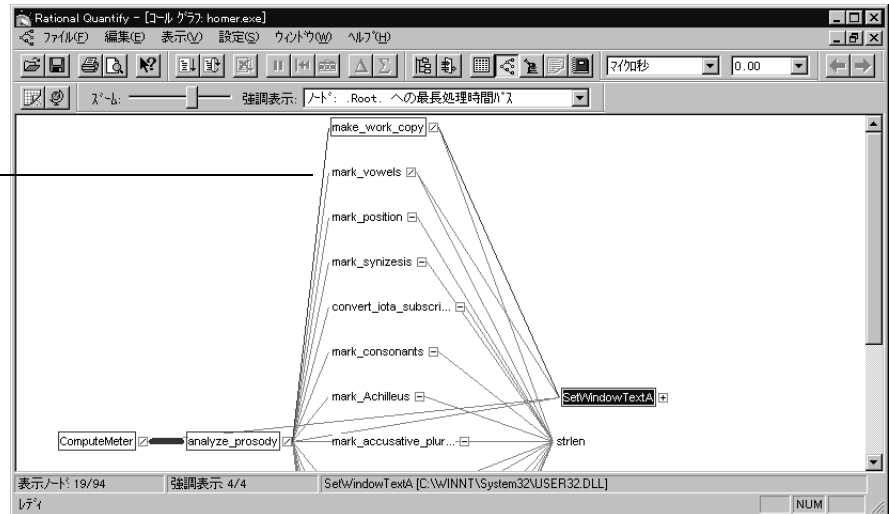 Rational Quantify - [コール グラフ: homer.exe]
ファイル(F) 編集(E) 表示(V) 設定(S) ウィンドウ(W) ヘルプ(H)
マイクロ秒 0.00
ズーム: 強調表示: ノード: .Root. への最長処理時間パス
make_work_copy
mark_vowels
mark_position
mark_synizesis
convert_iota_subscri...
mark_consonants
mark_Achilleus
SetWindowTextA
ComputeMeter analyze_prosody mark_accusative_plur... strlen
表示ノード: 19/94 強調表示: 4/4 SetWindowTextA [C:\WINNT\System32\USER32.DLL]
レディ NUM